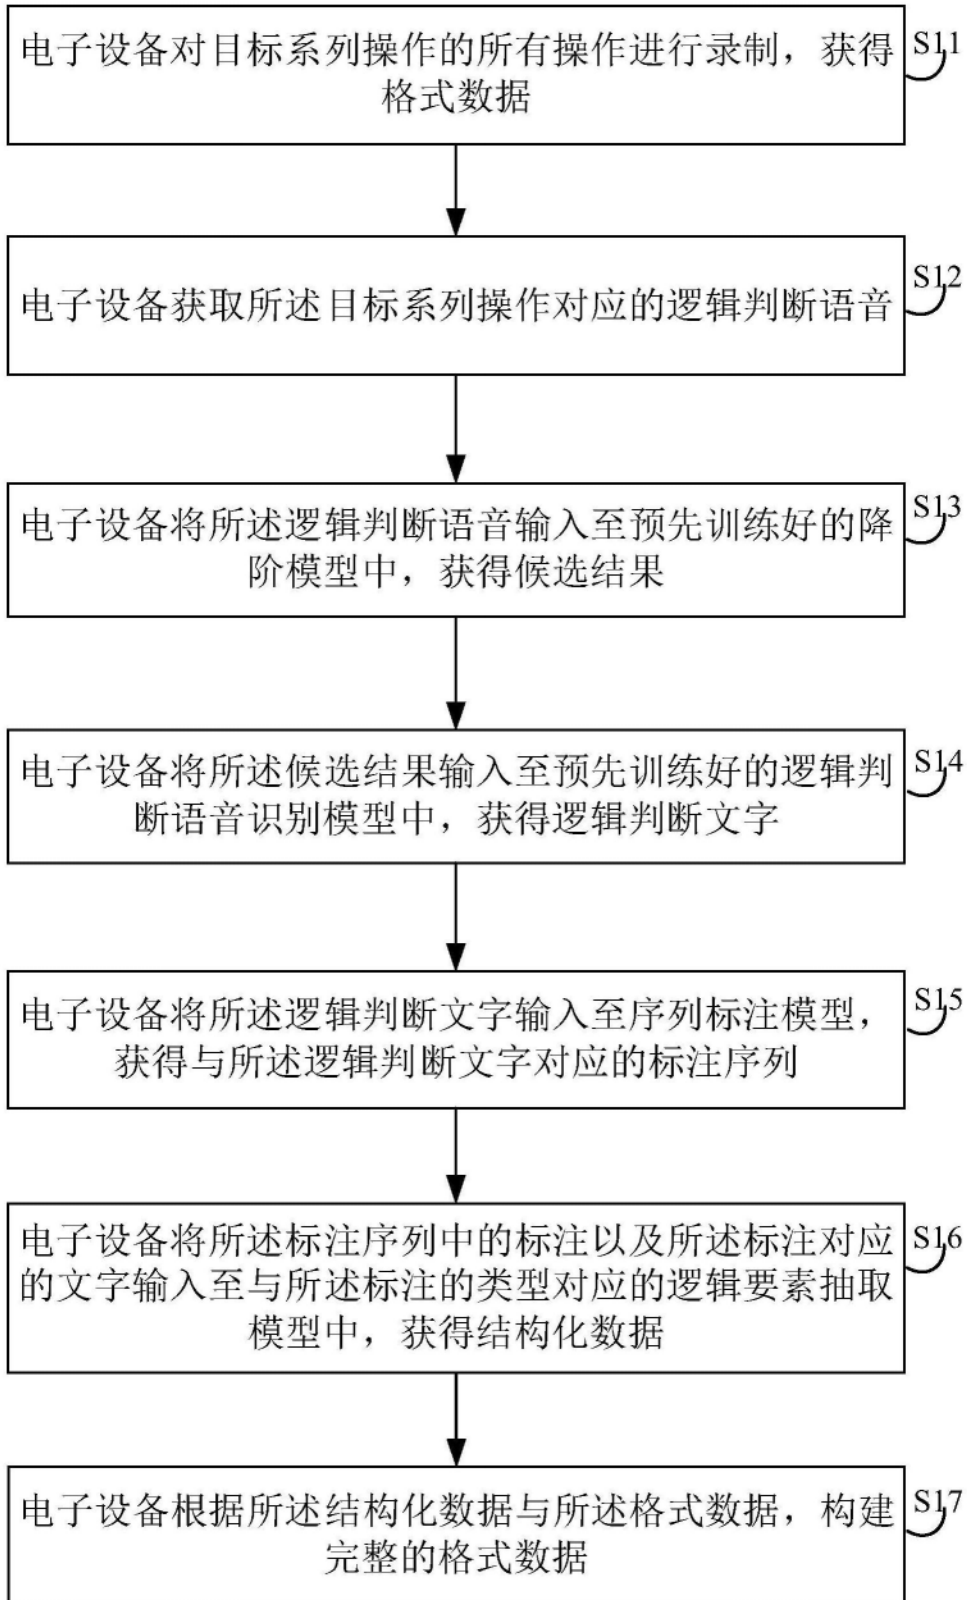 电子设备对目标系列操作的所有操作进行录制，获得
格式数据
S11
电子设备获取所述目标系列操作对应的逻辑判断语音
S12
电子设备将所述逻辑判断语音输入至预先训练好的降
阶模型中，获得候选结果
S13
电子设备将所述候选结果输入至预先训练好的逻辑判
断语音识别模型中，获得逻辑判断文字
S14
电子设备将所述逻辑判断文字输入至序列标注模型，
获得与所述逻辑判断文字对应的标注序列
S15
电子设备将所述标注序列中的标注以及所述标注对应
的文字输入至与所述标注的类型对应的逻辑要素抽取
模型中，获得结构化数据
S16
电子设备根据所述结构化数据与所述格式数据，构建
完整的格式数据
S17